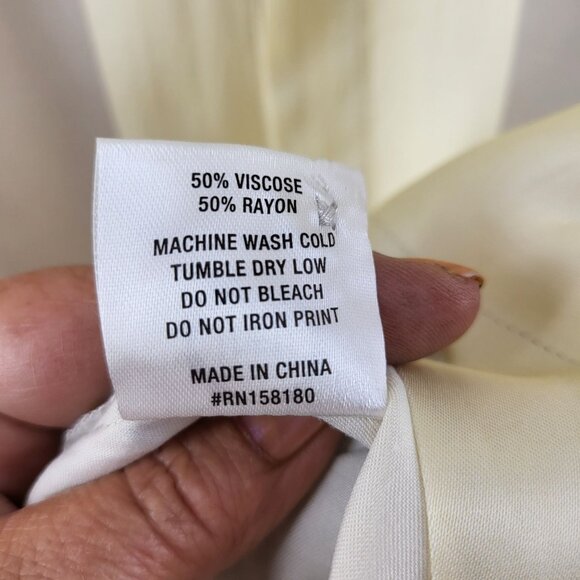 50% VISCOSE
50% RAYON
MACHINE WASH COLD
TUMBLE DRY LOW
DO NOT BLEACH
DO NOT IRON PRINT
MADE IN CHINA
#RN158180